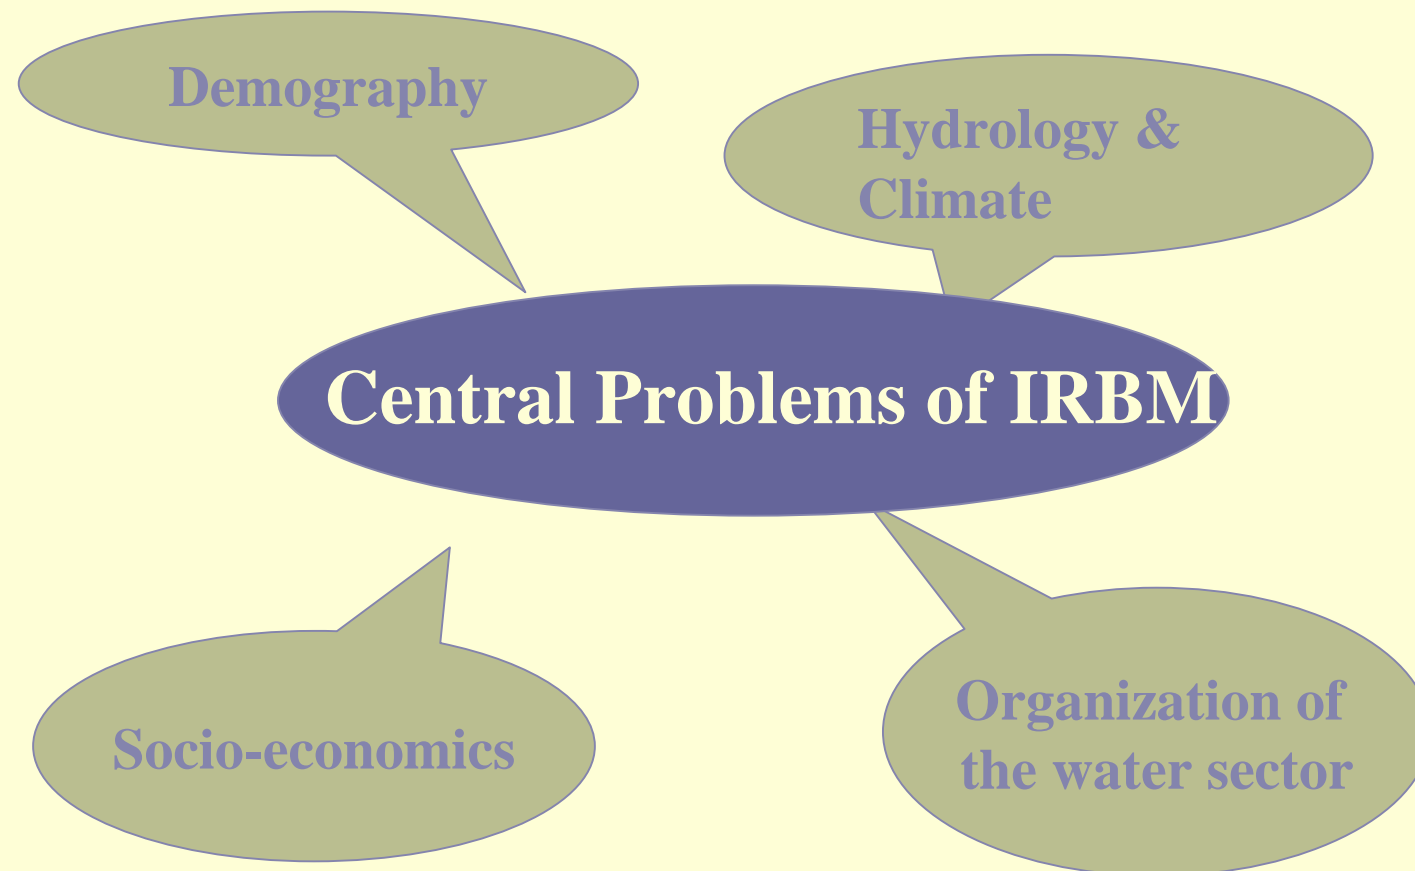 Demography
Hydrology &
Climate
Central Problems of IRBM
Socio-economics
Organization of
the water sector